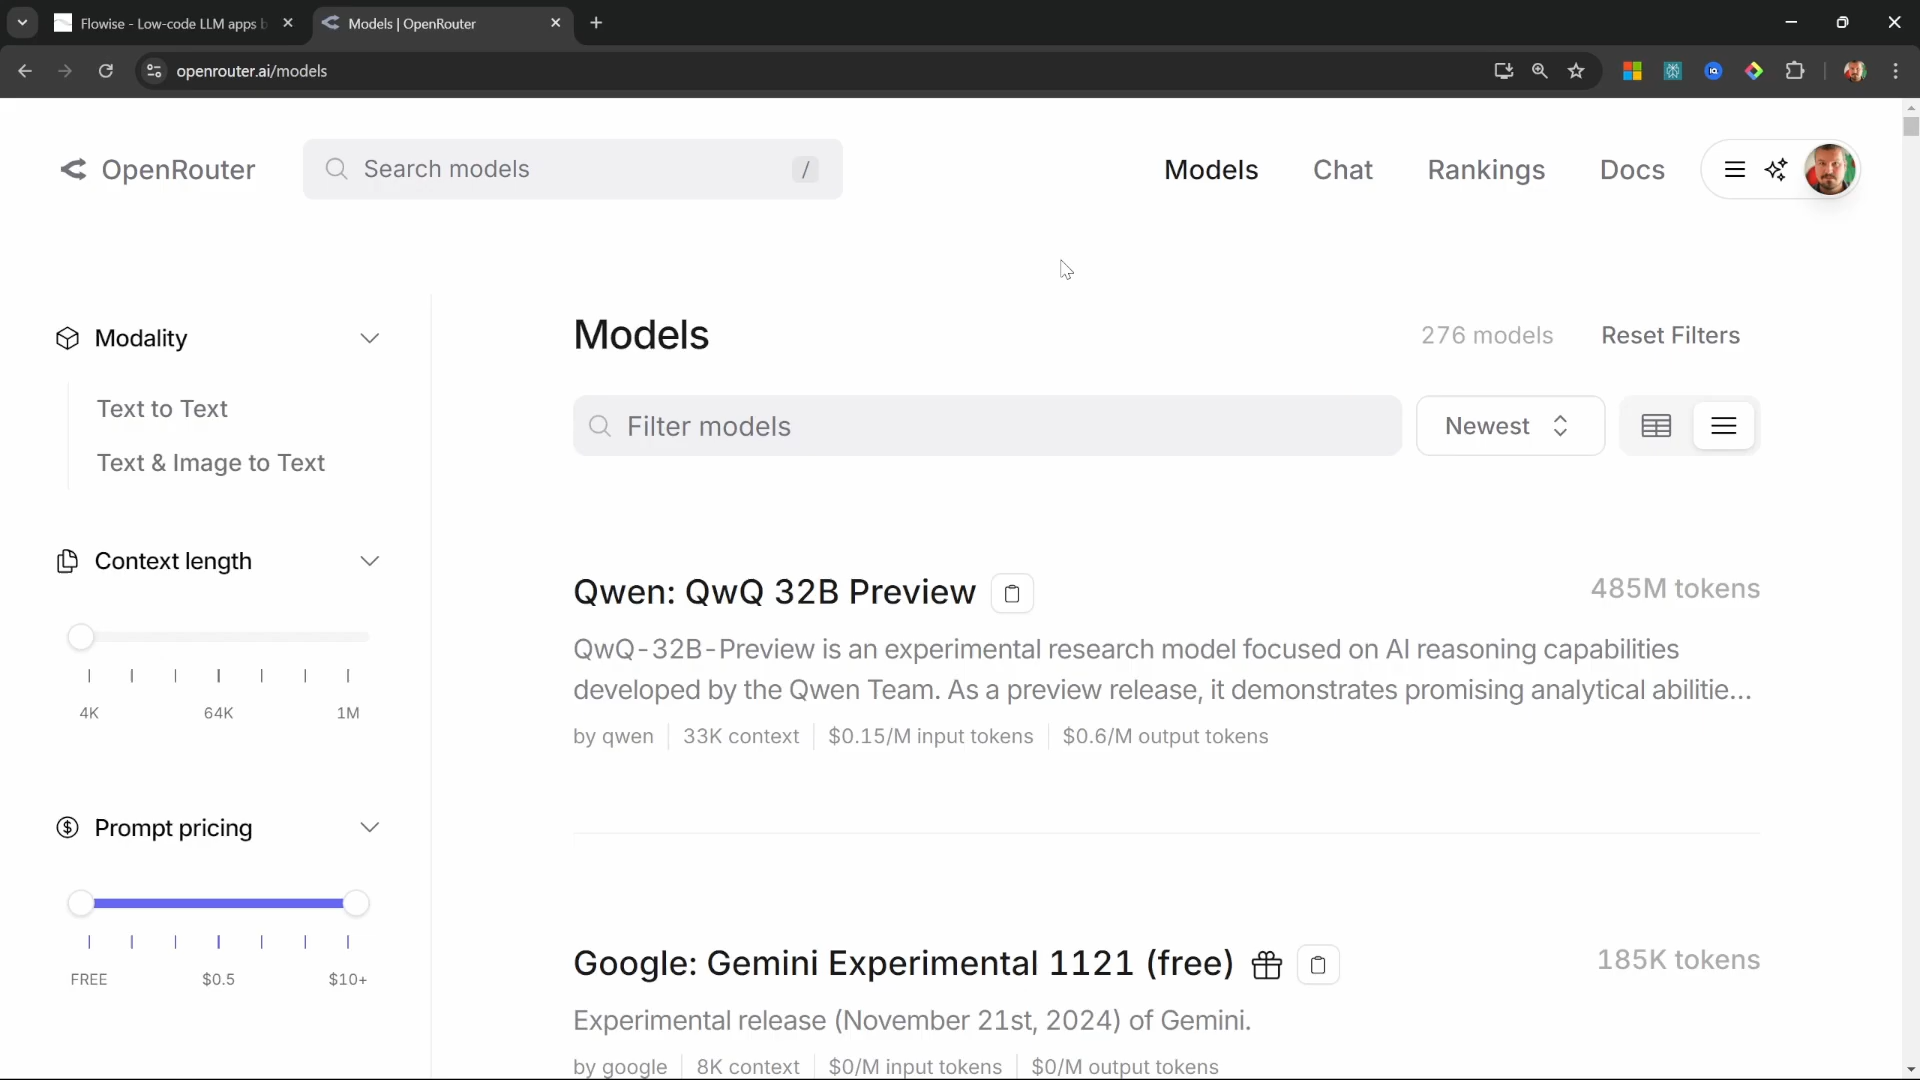 Flowise - Low-code LLM apps b
Models | OpenRouter
openrouter.ai/models
OpenRouter
Search models
/
Models
Chat
Rankings
Docs
Modality
Text to Text
Text & Image to Text
Context length
4K
64K
1M
Prompt pricing
FREE
$0.5
$10+
Models
276 models
Reset Filters
Filter models
Newest
Qwen: QwQ 32B Preview
485M tokens
QwQ-32B-Preview is an experimental research model focused on AI reasoning capabilities
developed by the Qwen Team. As a preview release, it demonstrates promising analytical abilitie...
by qwen
33K context
$0.15/M input tokens
$0.6/M output tokens
Google: Gemini Experimental 1121 (free)
185K tokens
Experimental release (November 21st, 2024) of Gemini.
by google
8K context
$0/M input tokens
$0/M output tokens